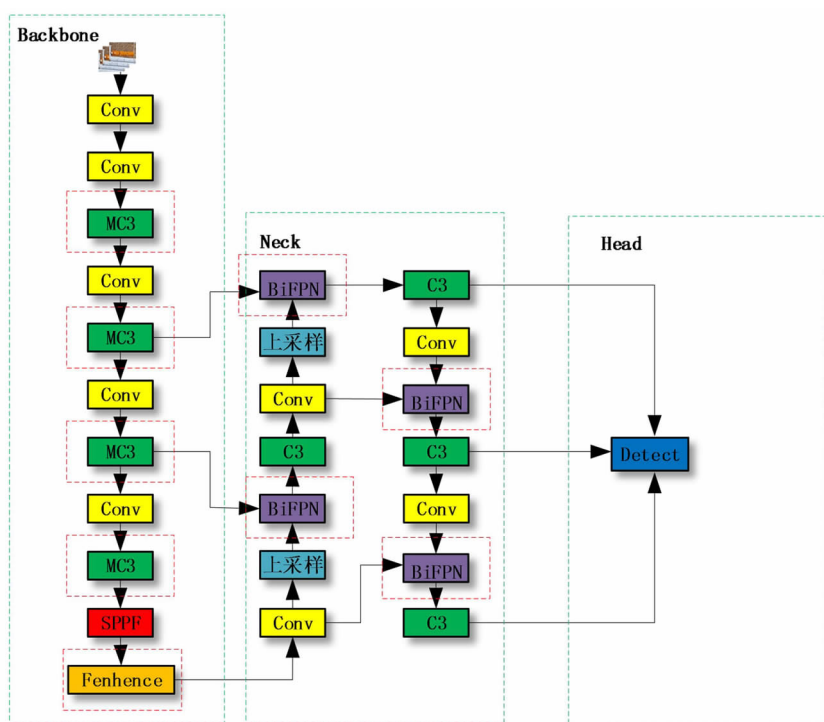 Backbone
Conv
Conv
MC3
Conv
MC3
Conv
MC3
Conv
MC3
SPPF
Fenhence
Neck
BiFPN
上采样
Conv
C3
BiFPN
上采样
Conv
C3
Conv
BiFPN
C3
Conv
BiFPN
C3
Head
Detect